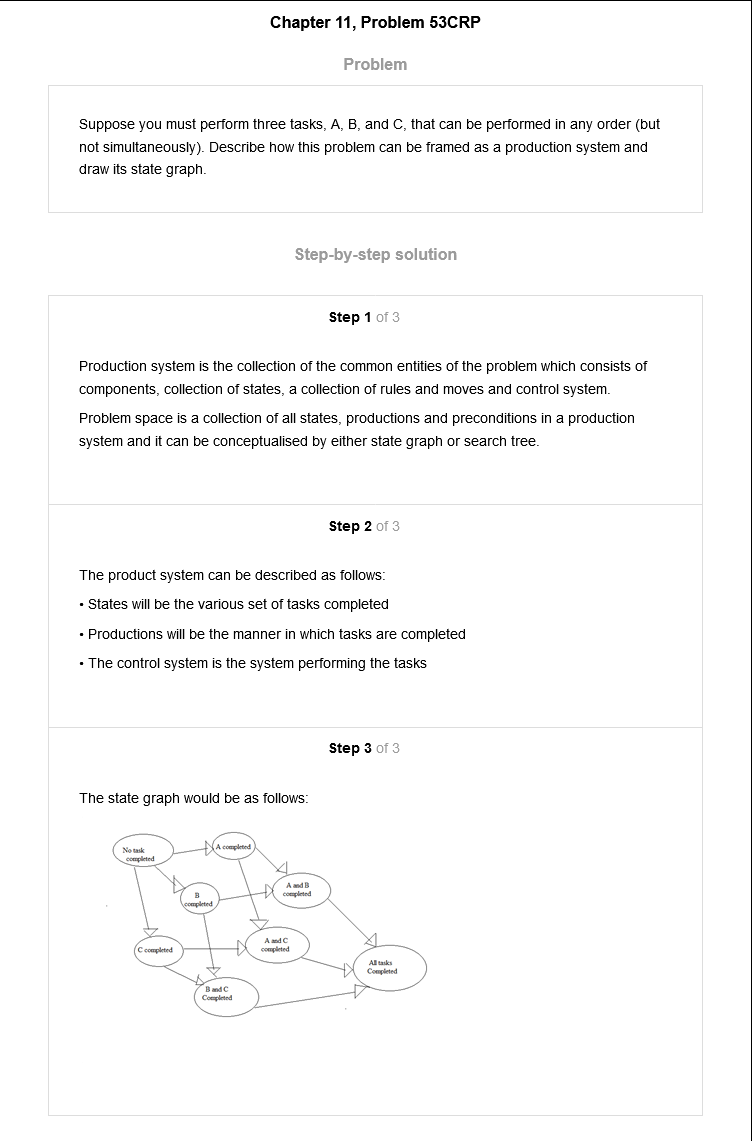 Chapter 11, Problem 53CRP
Problem
Suppose you must perform three tasks, A, B, and C, that can be performed in any order (but
not simultaneously). Describe how this problem can be framed as a production system and
draw its state graph.
Step-by-step solution
Step 1 of 3
Production system is the collection of the common entities of the problem which consists of
components, collection of states, a collection of rules and moves and control system.
Problem space is a collection of all states, productions and preconditions in a production
system and it can be conceptualised by either state graph or search tree.
Step 2 of 3
The product system can be described as follows:
• States will be the various set of tasks completed
• Productions will be the manner in which tasks are completed
• The control system is the system performing the tasks
Step 3 of 3
The state graph would be as follows:
No task
completed
A completed
B
completed
A and B
completed
C completed
A and C
completed
All tasks
Completed
B and C
Completed